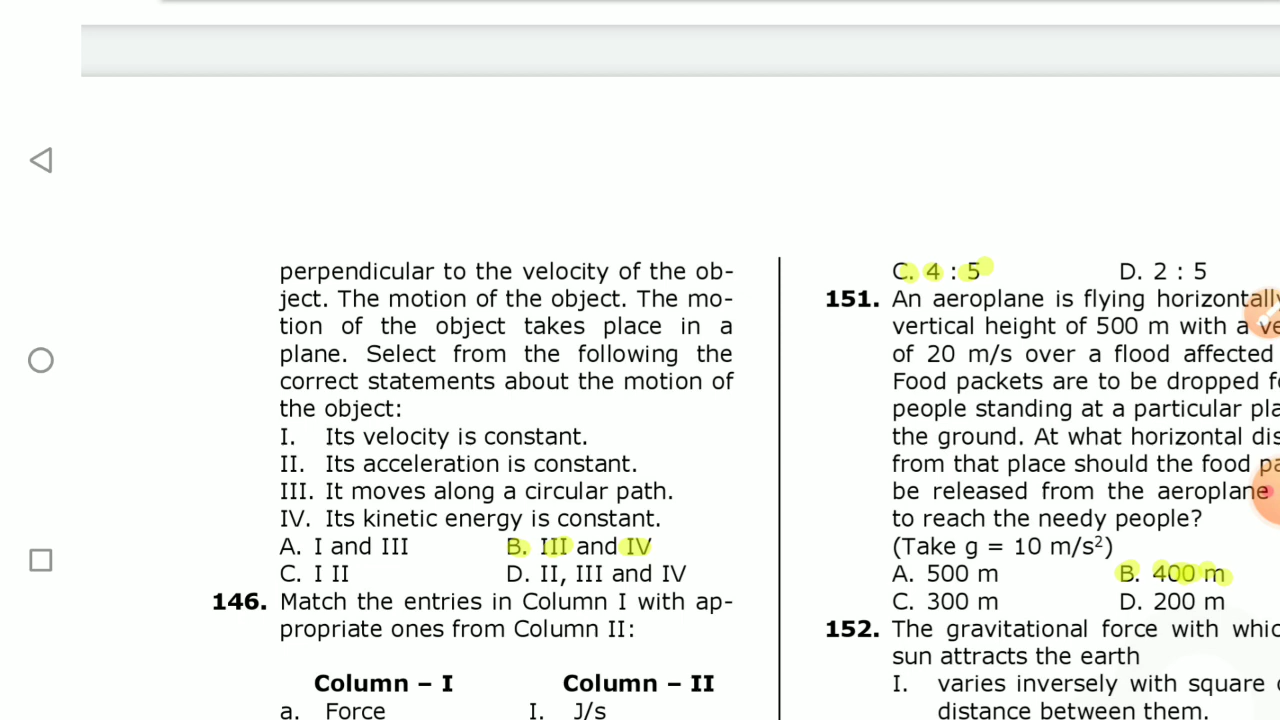 perpendicular to the velocity of the ob-
ject. The motion of the object. The mo-
tion of the object takes place in a
plane. Select from the following the
correct statements about the motion of
the object:
I. Its velocity is constant.
II. Its acceleration is constant.
III. It moves along a circular path.
IV. Its kinetic energy is constant.
A. I and III B. III and IV
C. I II D. II, III and IV
146. Match the entries in Column I with ap-
propriate ones from Column II:
Column – I Column – II
a. Force I. J/s
C. 4 : 5 D. 2 : 5
151. An aeroplane is flying horizontally
vertical height of 500 m with a
of 20 m/s over a flood affected
Food packets are to be dropped
people standing at a particular
the ground. At what horizontal
from that place should the food
be released from the aeroplane
to reach the needy people?
(Take g = 10 m/s²)
A. 500 m B. 400 m
C. 300 m D. 200 m
152. The gravitational force with
sun attracts the earth
I. varies inversely with square
distance between them.